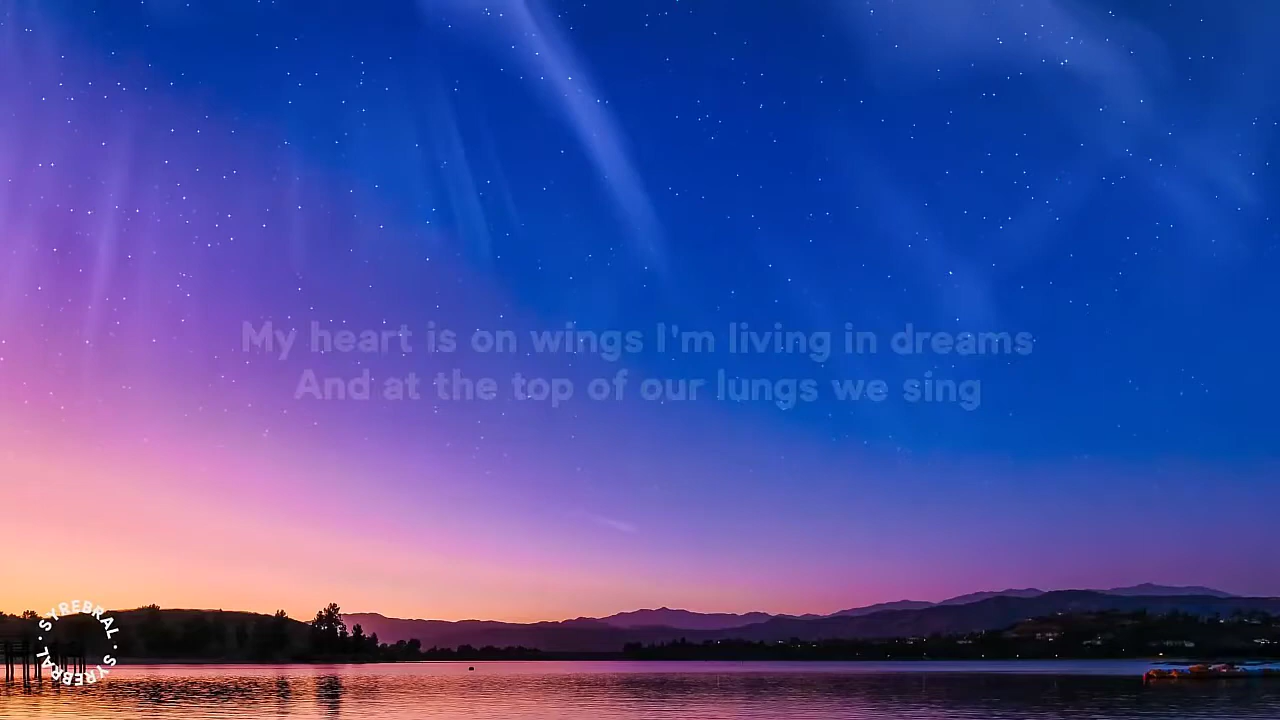 My heart is on wings I'm living in dreams
And at the top of our lungs we sing
SYREBRAL · SYREBRAL ·